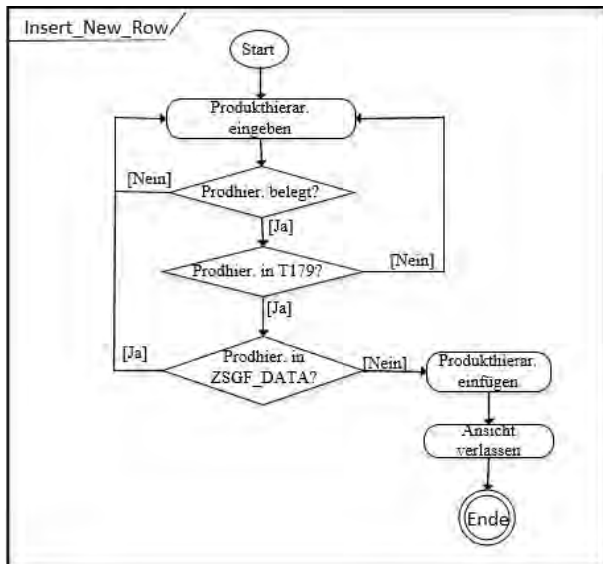 Insert_New_Row
Start
Produkthierar.
eingeben
[Nein]
Prodhier. belegt?
[Ja]
Prodhier. in T179?
[Nein]
[Ja]
[Ja]
Prodhier. in
ZSGF_DATA?
[Nein]
Produkthierar.
einfügen
Ansicht
verlassen
Ende